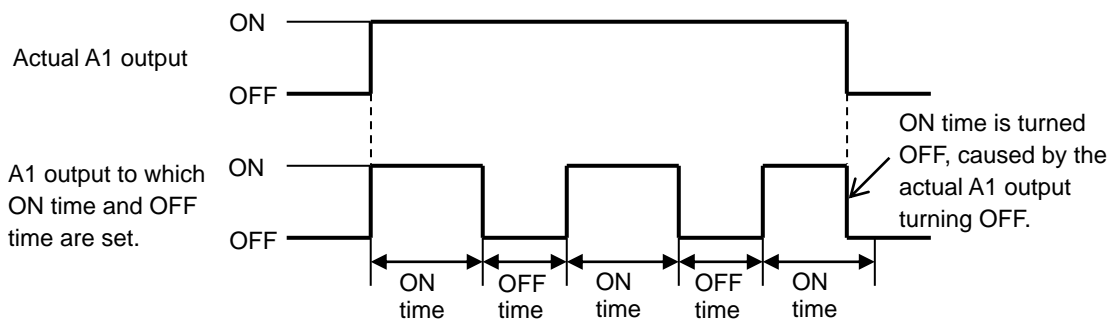 ON
Actual A1 output
OFF
ON time is turned
OFF, caused by the
actual A1 output
turning OFF.
ON
A1 output to which
ON time and OFF
time are set.
OFF
ON
time
OFF
time
ON
time
OFF
time
ON
time